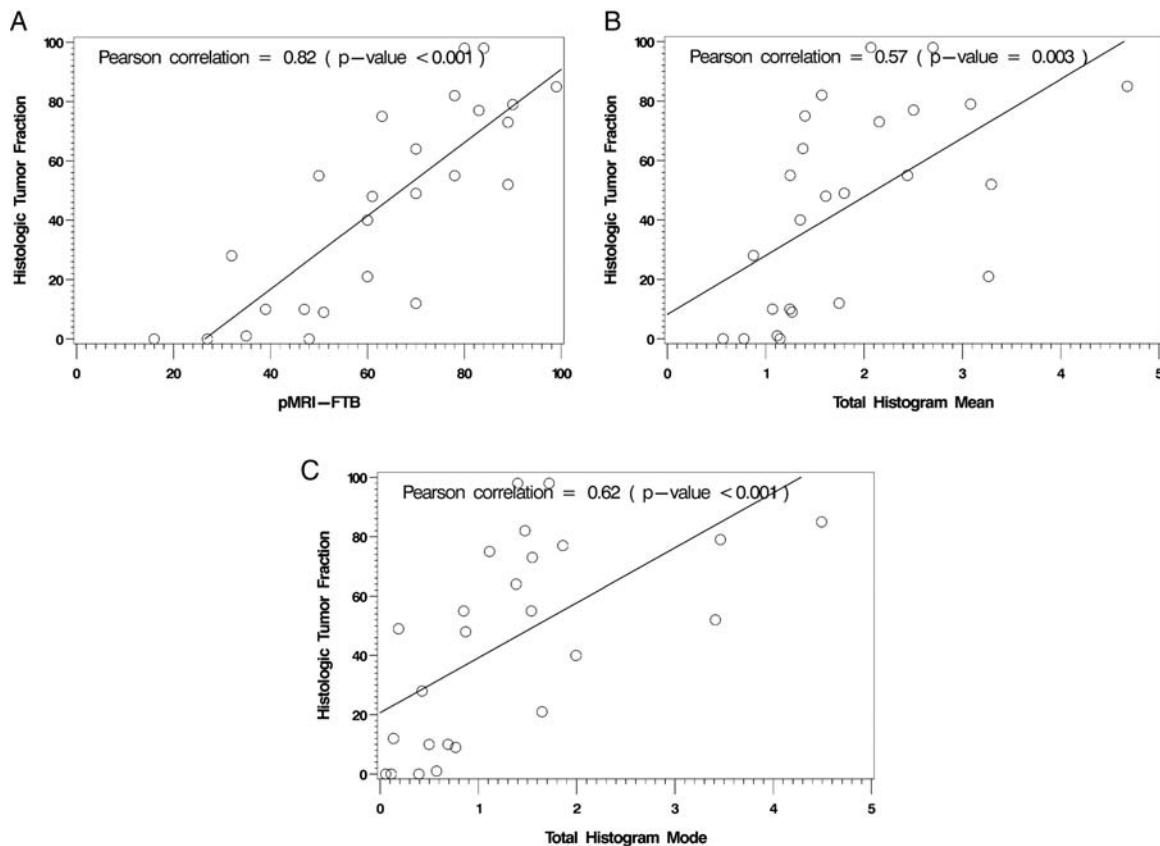 A
Pearson correlation = 0.82 ( p-value <0.001)
Histologic Tumor Fraction
100
80
60
40
20
0
0 20 40 60 80 100
pMRI-FTB
B
Pearson correlation = 0.57 ( p-value = 0.003 )
Histologic Tumor Fraction
100
80
60
40
20
0
0 1 2 3 4 5
Total Histogram Mean
C
Pearson correlation = 0.62 ( p-value <0.001)
Histologic Tumor Fraction
100
80
60
40
20
0
0 1 2 3 4 5
Total Histogram Mode